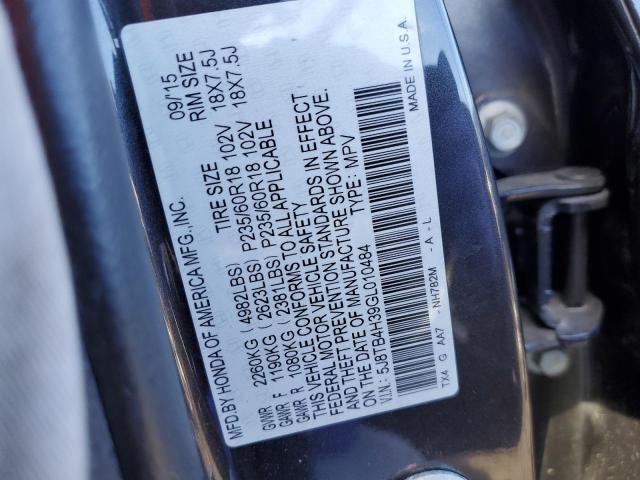 MFD. BY HONDA OF AMERICA MFG., INC. 09/15
TIRE SIZE RIM SIZE
GVWR 2260KG ( 4982LBS)
GAWR F 1190KG ( 2623LBS) P235/60R18 102V 18X7.5J
GAWR R 1080KG ( 2381LBS) P235/60R18 102V 18X7.5J
THIS VEHICLE CONFORMS TO ALL APPLICABLE
FEDERAL MOTOR VEHICLE SAFETY
AND THEFT PREVENTION STANDARDS IN EFFECT
ON THE DATE OF MANUFACTURE SHOWN ABOVE.
V.I.N.: 5J8TB4H39GL010484 TYPE: MPV
TX4 G AA7 - NH782M - A - L MADE IN U.S.A.